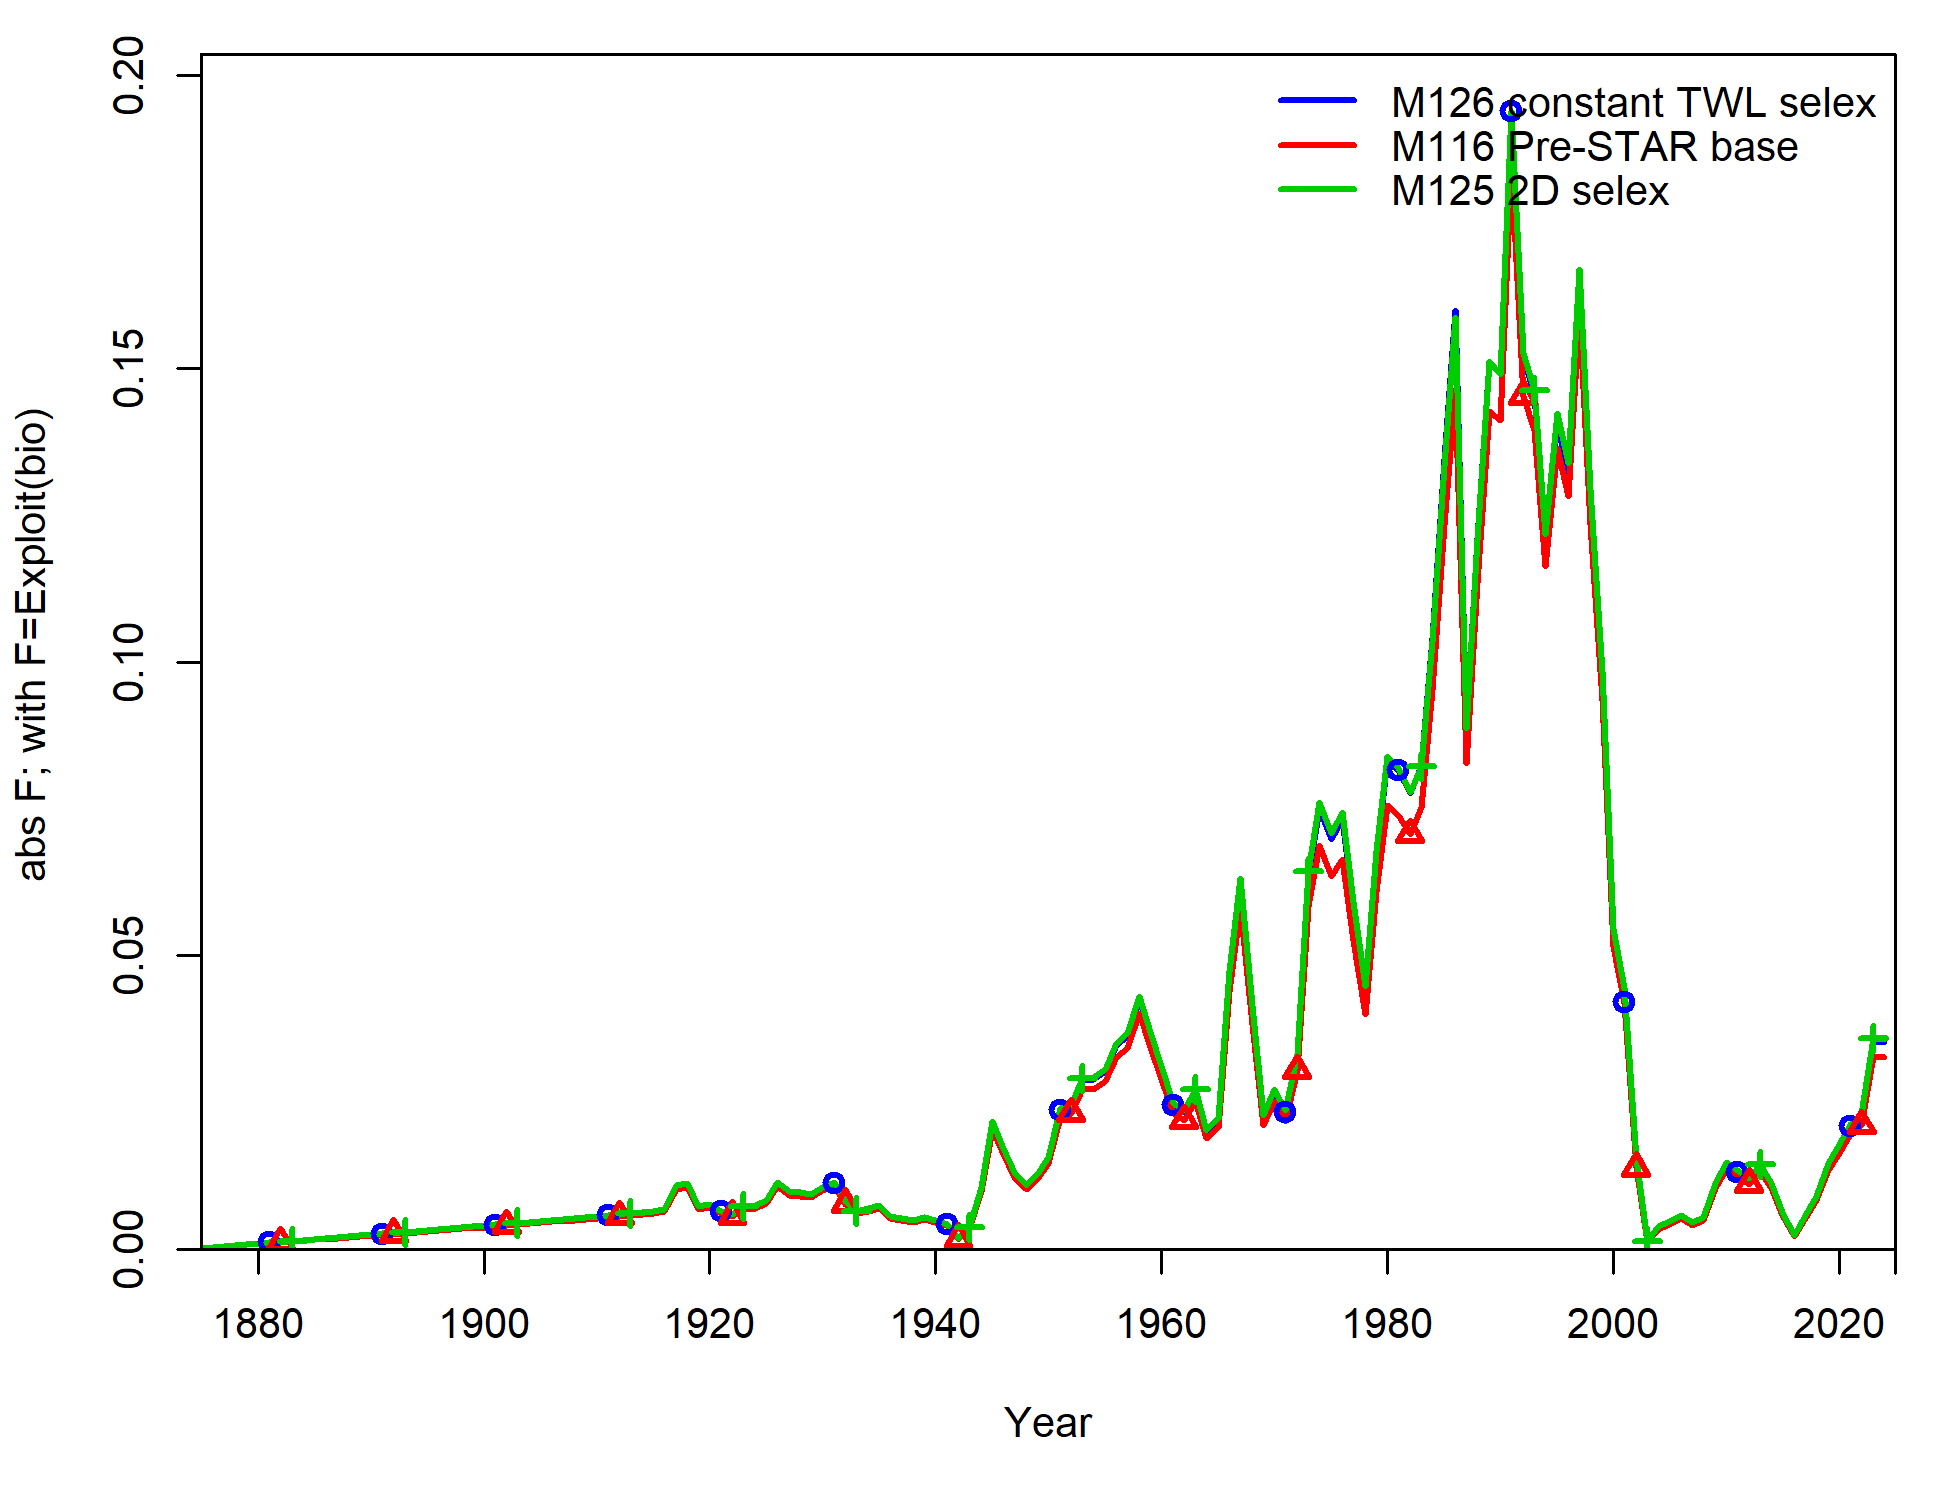 M126 constant TWL selex
M116 Pre-STAR base
M125 2D selex
abs F; with F=Exploit(bio)
0.20
0.15
0.10
0.05
0.00
1880 1900 1920 1940 1960 1980 2000 2020
Year